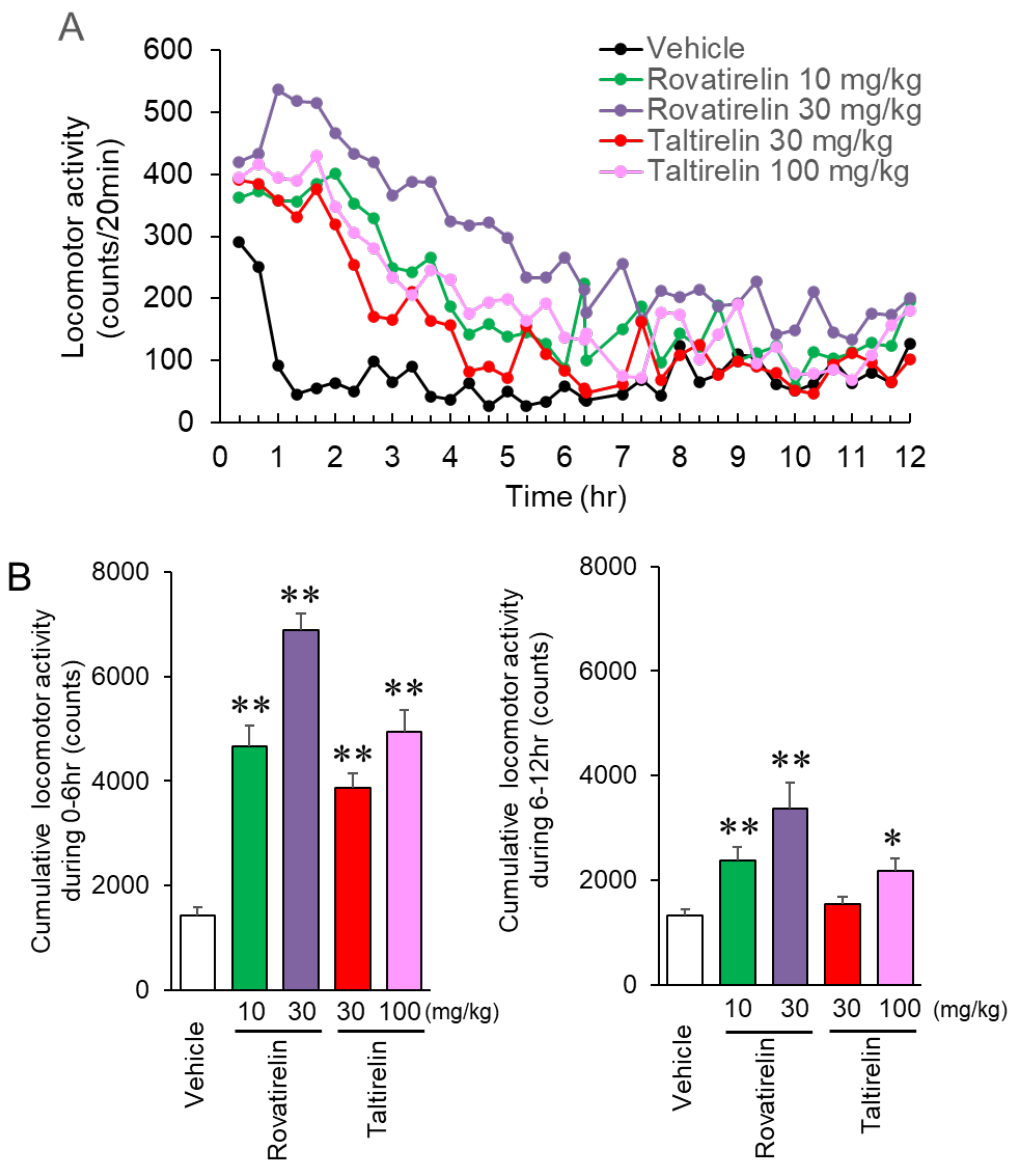 A
Vehicle
Rovatirelin 10 mg/kg
Rovatirelin 30 mg/kg
Taltirelin 30 mg/kg
Taltirelin 100 mg/kg
Locomotor activity
(counts/20min)
600
500
400
300
200
100
0
0 1 2 3 4 5 6 7 8 9 10 11 12
Time (hr)
B
Cumulative locomotor activity
during 0-6hr (counts)
8000
6000
4000
2000
0
**
**
**
**
10 30 30 100 (mg/kg)
Vehicle
Rovatirelin
Taltirelin
Cumulative locomotor activity
during 6-12hr (counts)
8000
6000
4000
2000
0
**
**
*
10 30 30 100 (mg/kg)
Vehicle
Rovatirelin
Taltirelin